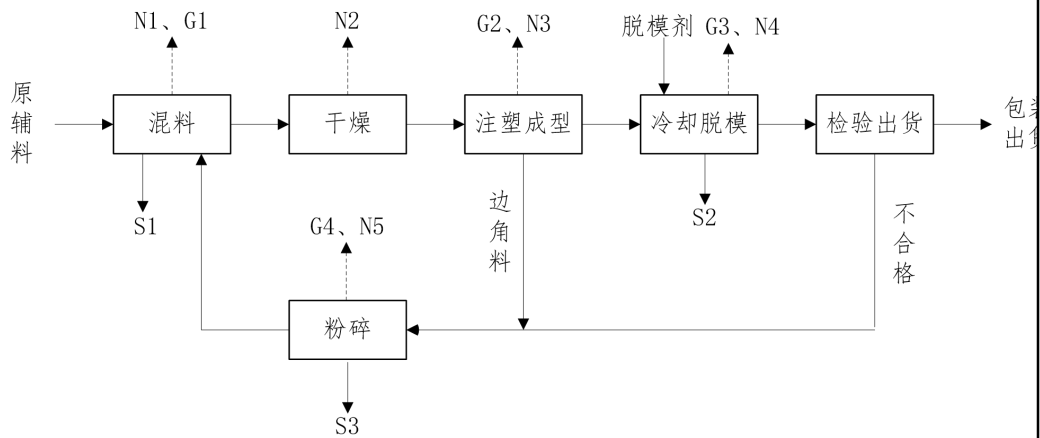 N1、G1
N2
G2、N3
脱模剂 G3、N4
原辅料
混料
干燥
注塑成型
冷却脱模
检验出货
包
出
S1
边角料
S2
不合格
G4、N5
粉碎
S3